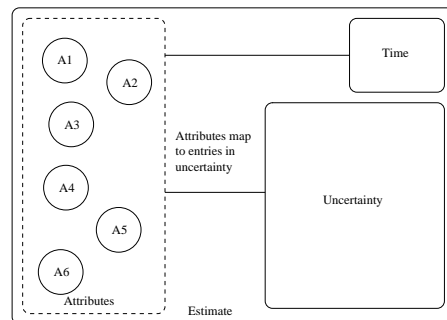 A1
A2
A3
A4
A5
A6
Attributes
Time
Attributes map
to entries in
uncertainty
Uncertainty
Estimate